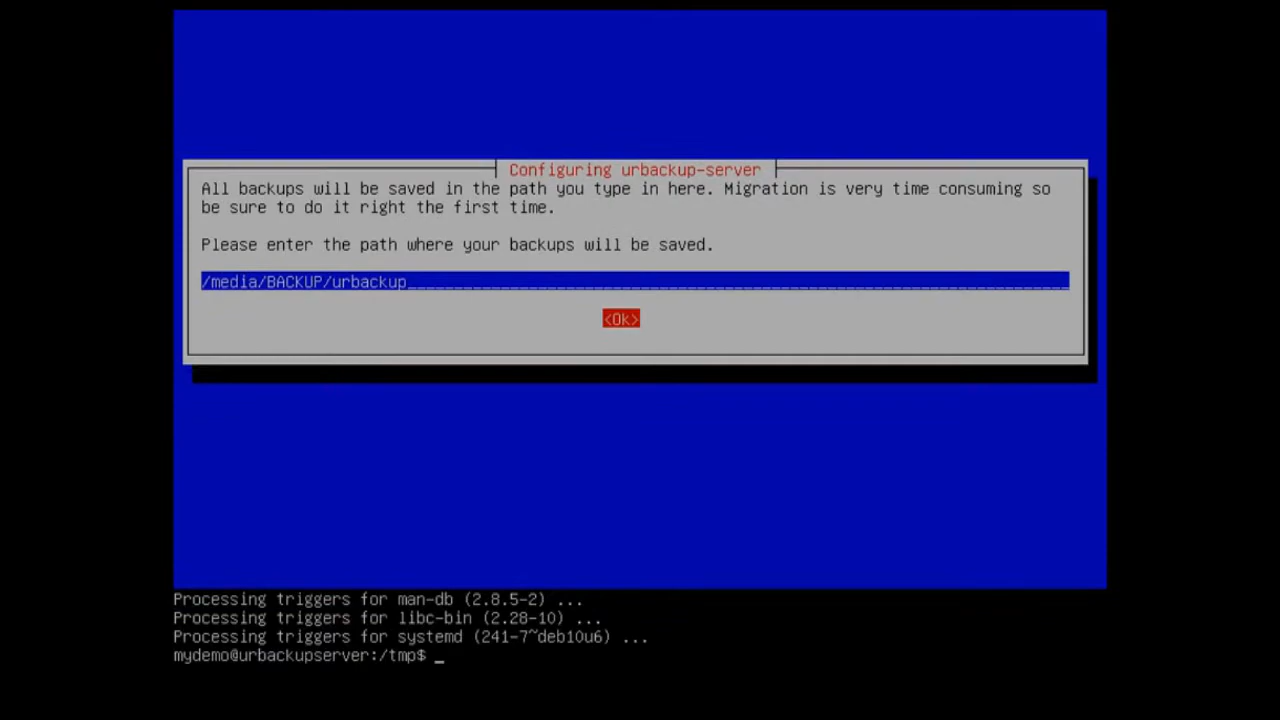 Configuring urbackup-server
All backups will be saved in the path you type in here. Migration is very time consuming so
be sure to do it right the first time.
Please enter the path where your backups will be saved.
/media/BACKUP/urbackup
<Ok>
Processing triggers for man-db (2.8.5-2) ...
Processing triggers for libc-bin (2.28-10) ...
Processing triggers for systemd (241-7~deb10u6) ...
mydemo@urbackupserver:/tmp$ _